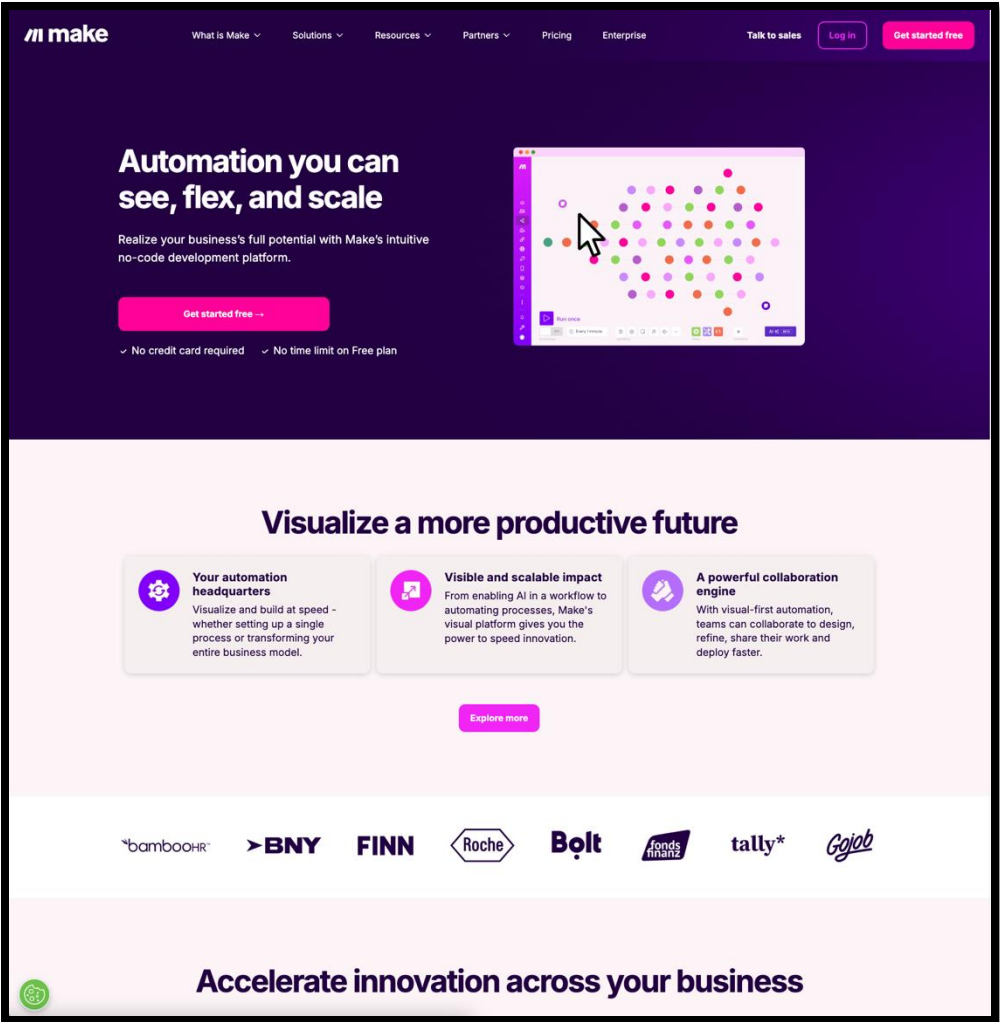 make
What is Make
Solutions
Resources
Partners
Pricing
Enterprise
Talk to sales
Log in
Get started free
Automation you can
see, flex, and scale
Realize your business's full potential with Make's intuitive
no-code development platform.
Get started free →
✓ No credit card required
✓ No time limit on Free plan
Run once
Every 15 minutes
Visualize a more productive future
Your automation
headquarters
Visualize and build at speed -
whether setting up a single
process or transforming your
entire business model.
Visible and scalable impact
From enabling AI in a workflow to
automating processes, Make's
visual platform gives you the
power to speed innovation.
A powerful collaboration
engine
With visual-first automation,
teams can collaborate to design,
refine, share their work and
deploy faster.
Explore more
bambooHR
BNY
FINN
Roche
Bolt
fonds
finanz
tally*
Gojob
Accelerate innovation across your business